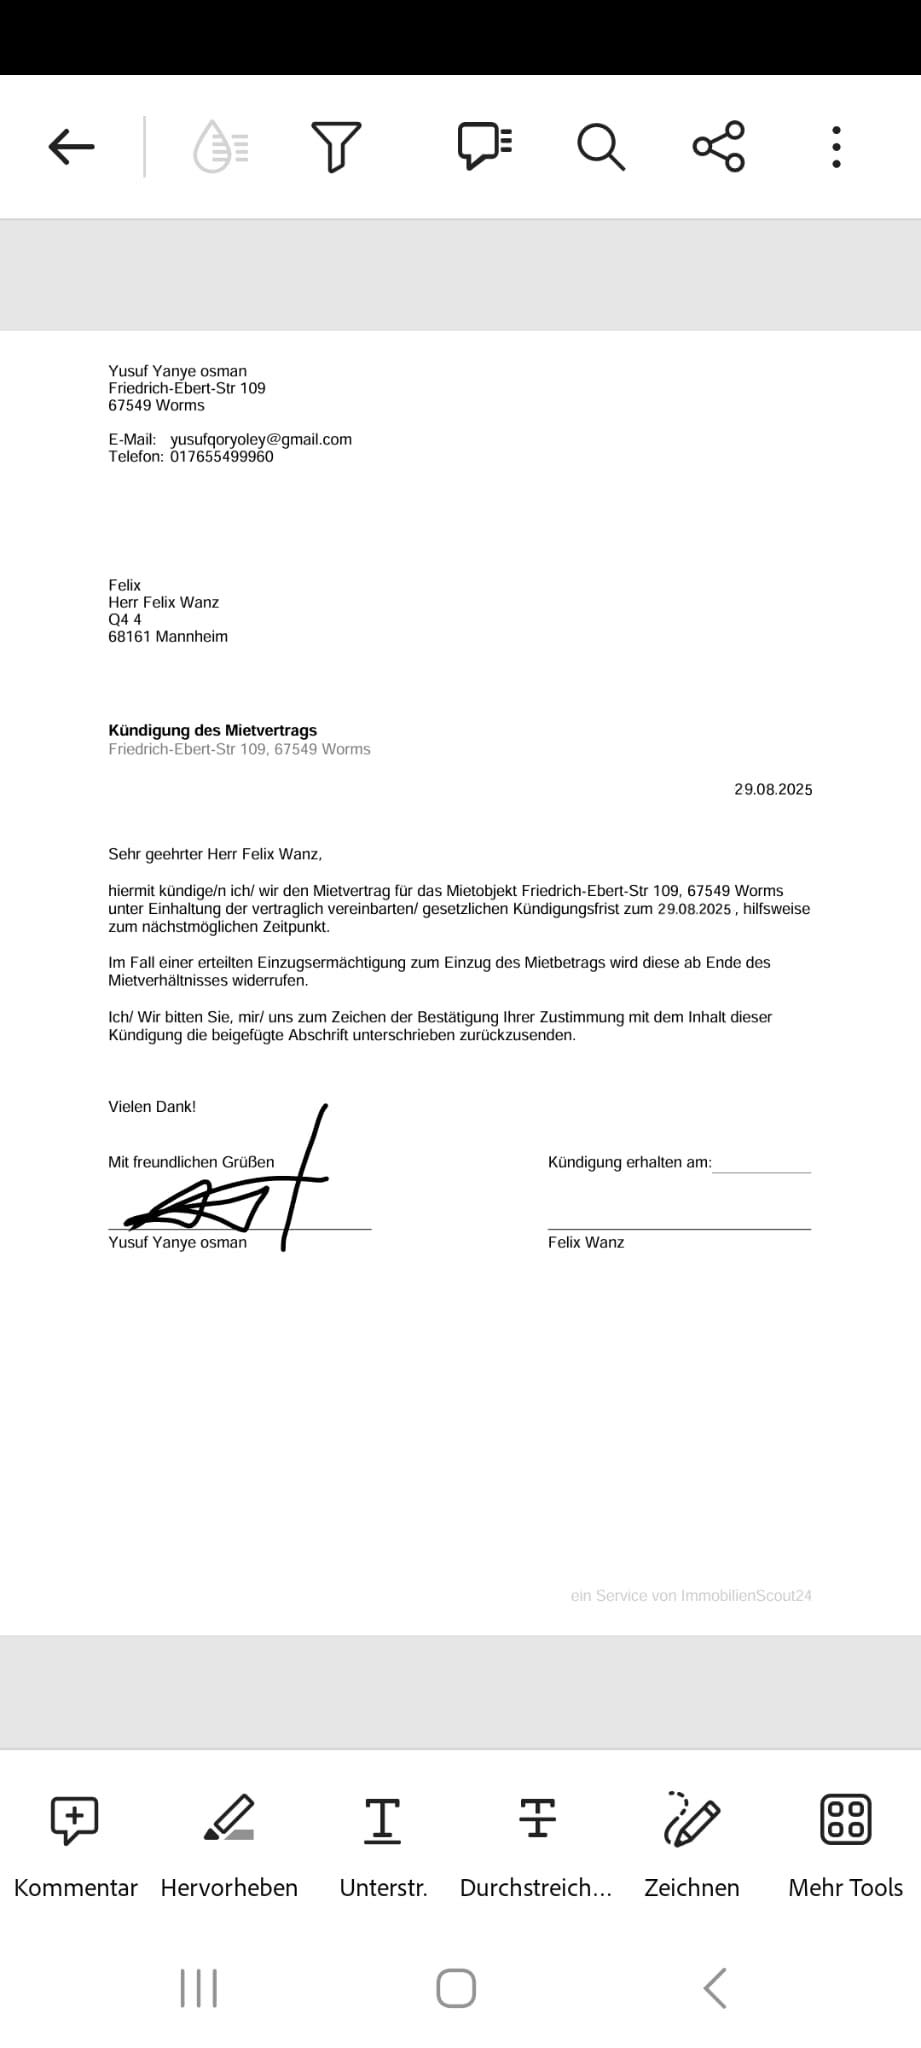 Yusuf Yanye osman
Friedrich-Ebert-Str 109
67549 Worms
E-Mail: yusufqoryoley@gmail.com
Telefon: 017655499960
Felix
Herr Felix Wanz
Q4 4
68161 Mannheim
Kündigung des Mietvertrags
Friedrich-Ebert-Str 109, 67549 Worms
29.08.2025
Sehr geehrter Herr Felix Wanz,
hiermit kündige/n ich/ wir den Mietvertrag für das Mietobjekt Friedrich-Ebert-Str 109, 67549 Worms
unter Einhaltung der vertraglich vereinbarten/ gesetzlichen Kündigungsfrist zum 29.08.2025 , hilfsweise
zum nächstmöglichen Zeitpunkt.
Im Fall einer erteilten Einzugsermächtigung zum Einzug des Mietbetrags wird diese ab Ende des
Mietverhältnisses widerrufen.
Ich/ Wir bitten Sie, mir/ uns zum Zeichen der Bestätigung Ihrer Zustimmung mit dem Inhalt dieser
Kündigung die beigefügte Abschrift unterschrieben zurückzusenden.
Vielen Dank!
Mit freundlichen Grüßen
Kündigung erhalten am:
Yusuf Yanye osman
Felix Wanz
ein Service von ImmobilienScout24
Kommentar Hervorheben Unterstr. Durchstreich... Zeichnen Mehr Tools